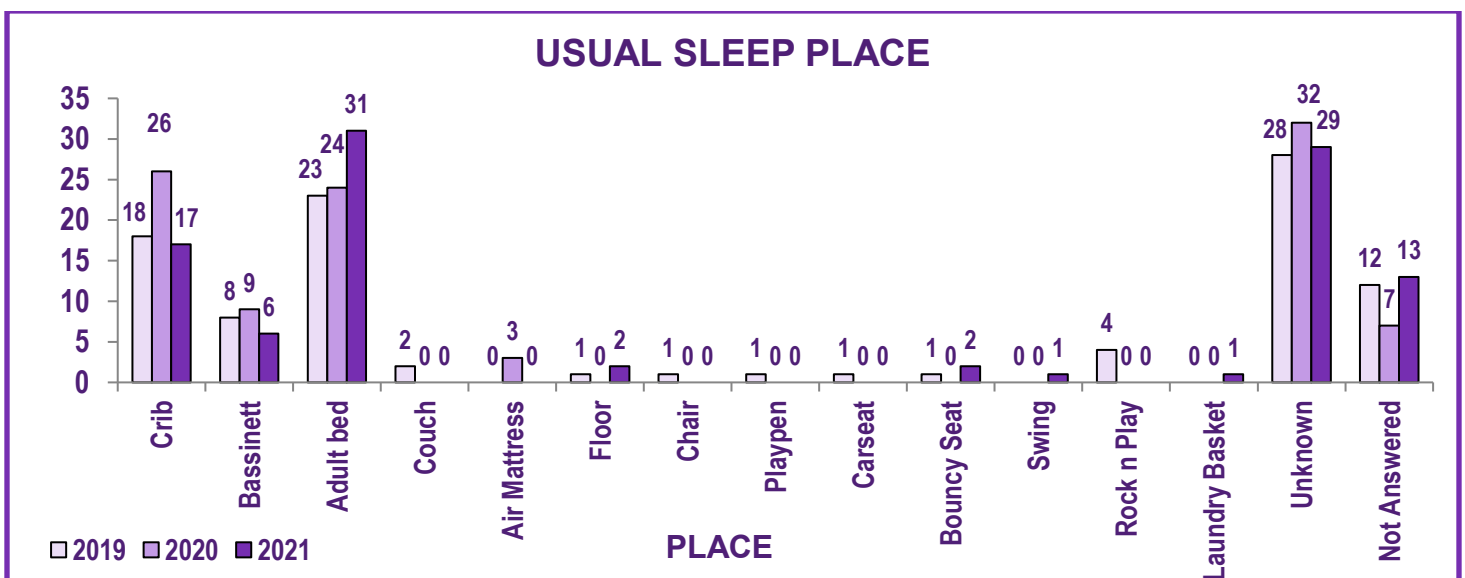 USUAL SLEEP PLACE
35
30
25
20
15
10
5
0
18 26 17
8 9 6
23 24 31
2 0 0
0 3 0
1 0 2
1 0 0
1 0 0
1 0 0
1 0 2
0 0 1
4 0 0
0 0 1
28 32 29
12 7 13
Crib
Bassinett
Adult bed
Couch
Air Mattress
Floor
Chair
Playpen
Carseat
Bouncy Seat
Swing
Rock n Play
Laundry Basket
Unknown
Not Answered
2019 2020 2021
PLACE